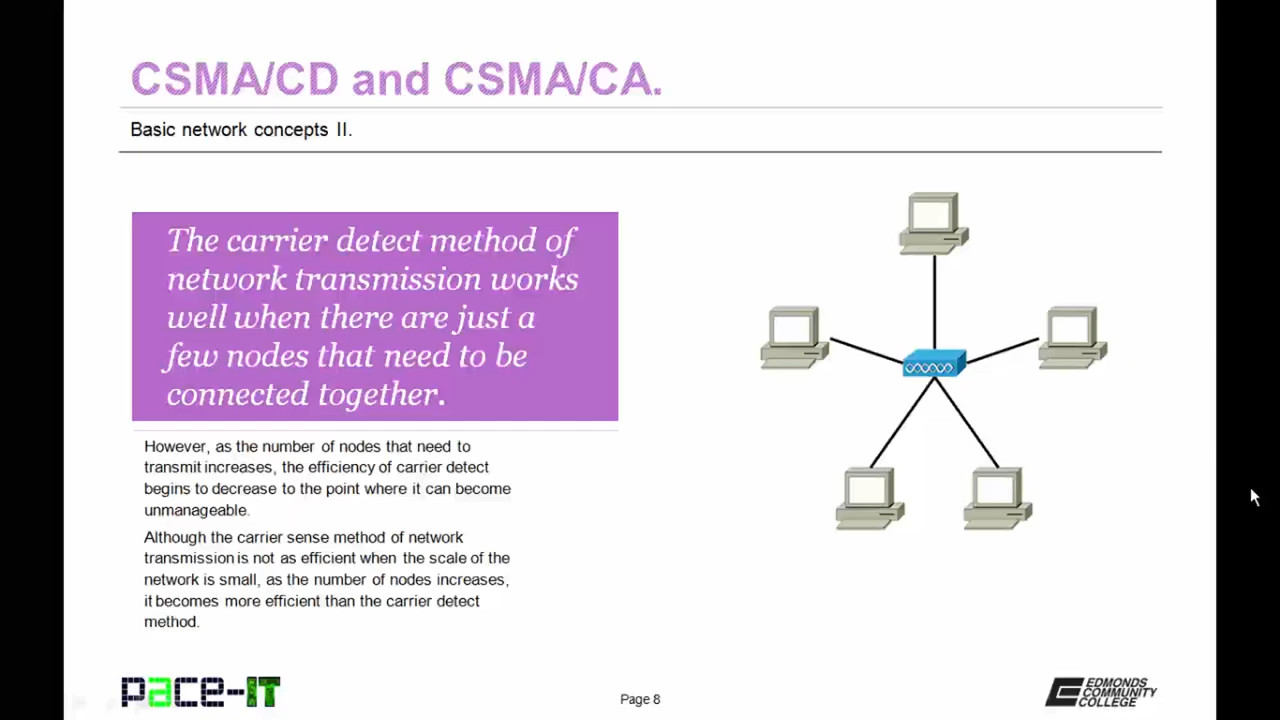 CSMA/CD and CSMA/CA.
Basic network concepts II.
The carrier detect method of
network transmission works
well when there are just a
few nodes that need to be
connected together.
However, as the number of nodes that need to
transmit increases, the efficiency of carrier detect
begins to decrease to the point where it can become
unmanageable.
Although the carrier sense method of network
transmission is not as efficient when the scale of the
network is small, as the number of nodes increases,
it becomes more efficient than the carrier detect
method.
pace-IT
Page 8
EDMONDS
COMMUNITY
COLLEGE